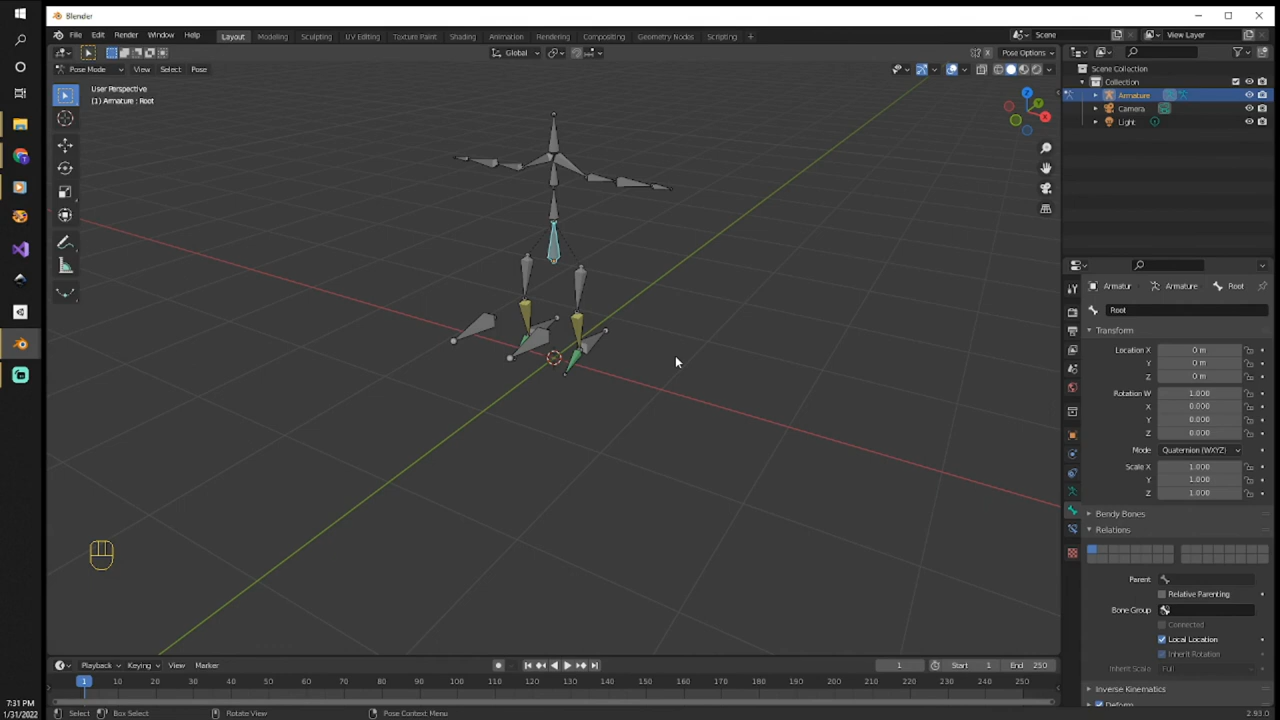 Blender
File Edit Render Window Help Layout Modeling Sculpting UV Editing Texture Paint Shading Animation Rendering Compositing Geometry Nodes Scripting + Scene View Layer
Global Pose Options
Pose Mode View Select Pose
User Perspective
(1) Armature : Root
Scene Collection
Collection
Armature
Camera
Light
Armatur Armature Root
Root
Transform
Location X 0 m
Y 0 m
Z 0 m
Rotation W 1.000
X 0.000
Y 0.000
Z 0.000
Mode Quaternion (WXYZ)
Scale X 1.000
Y 1.000
Z 1.000
Bendy Bones
Relations
Parent
Relative Parenting
Bone Group
Connected
Local Location
Inherit Rotation
Inherit Scale Full
Inverse Kinematics
Deform
Playback Keying View Marker 1 Start 1 End 250
1 10 20 30 40 50 60 70 80 90 100 110 120 130 140 150 160 170 180 190 200 210 220 230 240 250
Select Box Select Rotate View Pose Context Menu 2.93.0
7:31 PM
1/31/2022